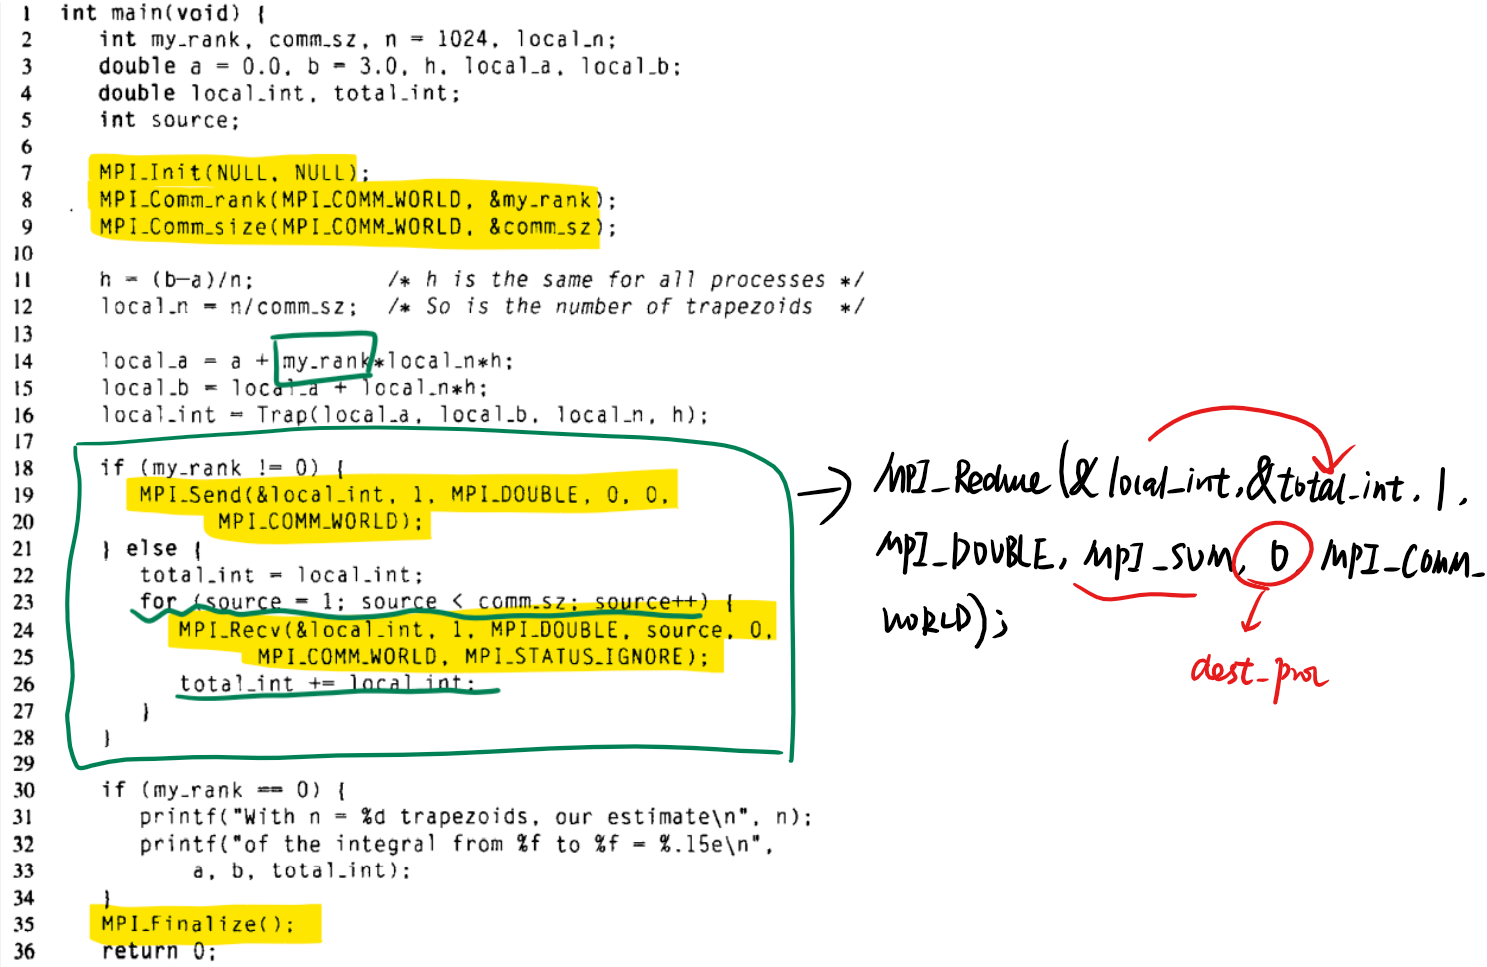 1 int main(void) {
2 int my_rank, comm_sz, n = 1024, local_n;
3 double a = 0.0, b = 3.0, h, local_a, local_b;
4 double local_int, total_int;
5 int source;
6
7 MPI_Init(NULL, NULL);
8 MPI_Comm_rank(MPI_COMM_WORLD, &my_rank);
9 MPI_Comm_size(MPI_COMM_WORLD, &comm_sz);
10
11 h = (b-a)/n; /* h is the same for all processes */
12 local_n = n/comm_sz; /* So is the number of trapezoids */
13
14 local_a = a + my_rank*local_n*h;
15 local_b = local_a + local_n*h;
16 local_int = Trap(local_a, local_b, local_n, h);
17
18 if (my_rank != 0) {
19 MPI_Send(&local_int, 1, MPI_DOUBLE, 0, 0,
20 MPI_COMM_WORLD);
21 } else {
22 total_int = local_int;
23 for (source = 1; source < comm_sz; source++) {
24 MPI_Recv(&local_int, 1, MPI_DOUBLE, source, 0,
25 MPI_COMM_WORLD, MPI_STATUS_IGNORE);
26 total_int += local_int;
27 }
28 }
29
30 if (my_rank == 0) {
31 printf("With n = %d trapezoids, our estimate\n", n);
32 printf("of the integral from %f to %f = %.15e\n",
33 a, b, total_int);
34 }
35 MPI_Finalize();
36 return 0;
MPI_Reduce(&local_int,&total_int, 1,
MPI_DOUBLE, MPI_SUM, 0 MPI_COMM_
WORLD);